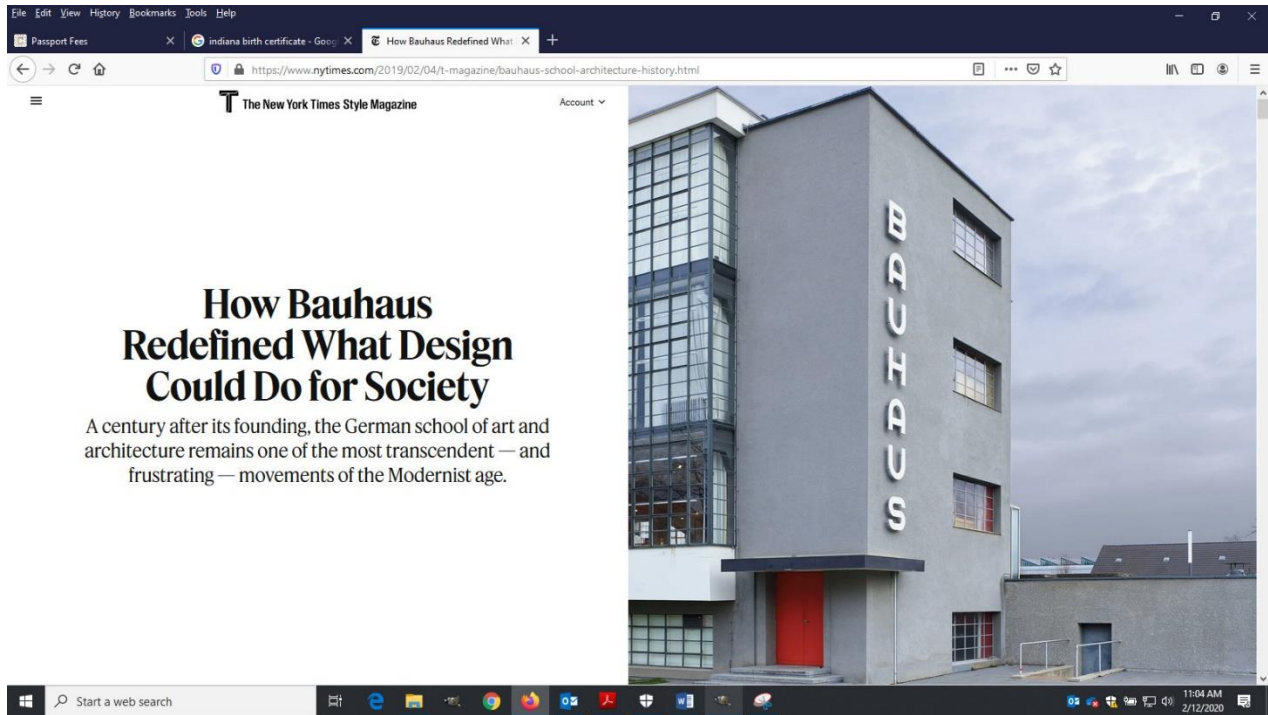 File Edit View History Bookmarks Tools Help
Passport Fees
indiana birth certificate - Goog
How Bauhaus Redefined What
https://www.nytimes.com/2019/02/04/t-magazine/bauhaus-school-architecture-history.html
T The New York Times Style Magazine
Account
How Bauhaus
Redefined What Design
Could Do for Society
A century after its founding, the German school of art and
architecture remains one of the most transcendent — and
frustrating — movements of the Modernist age.
BAUHAUS
Start a web search
11:04 AM
2/12/2020